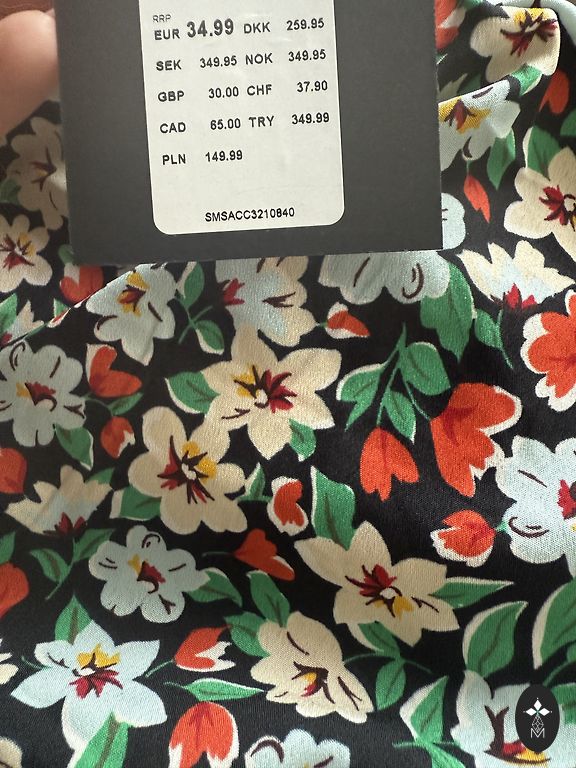 RRP
EUR 34.99 DKK 259.95
SEK 349.95 NOK 349.95
GBP 30.00 CHF 37.90
CAD 65.00 TRY 349.99
PLN 149.99
SMSACC3210840
M